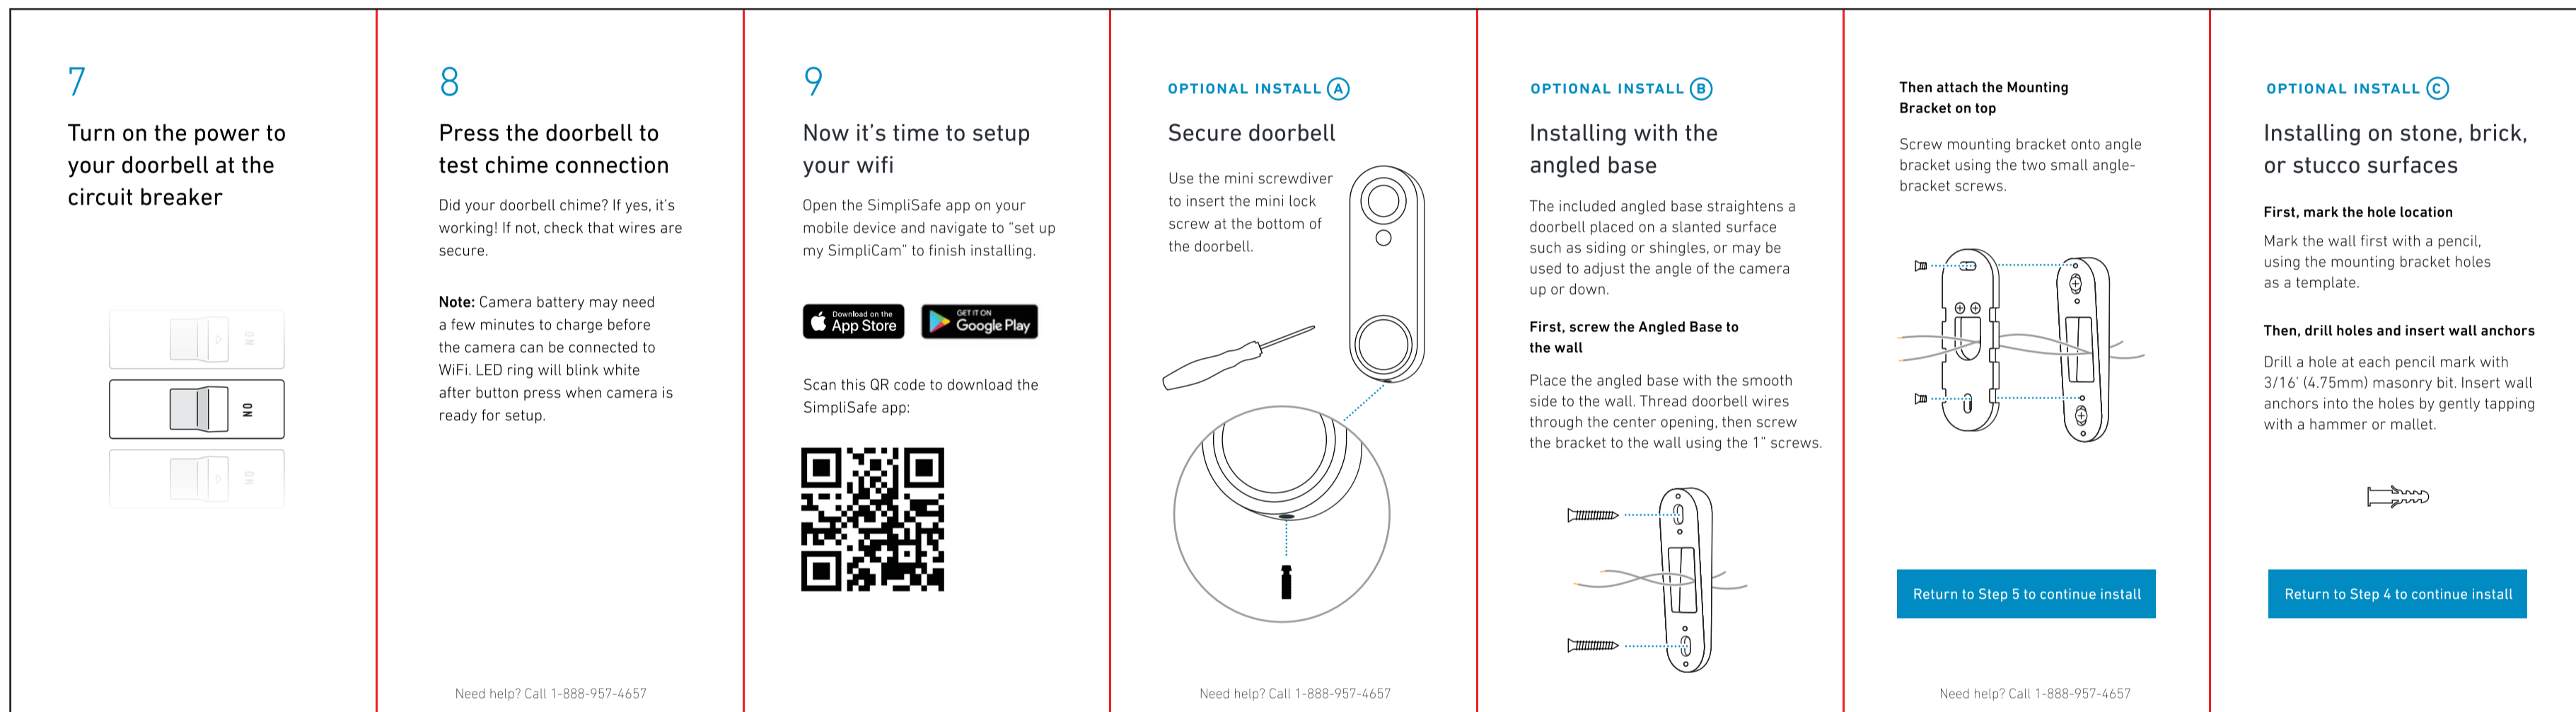 7
Turn on the power to
your doorbell at the
circuit breaker
ON
ON
ON
8
Press the doorbell to
test chime connection
Did your doorbell chime? If yes, it’s
working! If not, check that wires are
secure.
Note: Camera battery may need
a few minutes to charge before
the camera can be connected to
WiFi. LED ring will blink white
after button press when camera is
ready for setup.
Need help? Call 1-888-957-4657
9
Now it’s time to setup
your wifi
Open the SimpliSafe app on your
mobile device and navigate to “set up
my SimpliCam” to finish installing.
Download on the
App Store
GET IT ON
Google Play
Scan this QR code to download the
SimpliSafe app:
OPTIONAL INSTALL A
Secure doorbell
Use the mini screwdiver
to insert the mini lock
screw at the bottom of
the doorbell.
Need help? Call 1-888-957-4657
OPTIONAL INSTALL B
Installing with the
angled base
The included angled base straightens a
doorbell placed on a slanted surface
such as siding or shingles, or may be
used to adjust the angle of the camera
up or down.
First, screw the Angled Base to
the wall
Place the angled base with the smooth
side to the wall. Thread doorbell wires
through the center opening, then screw
the bracket to the wall using the 1” screws.
Then attach the Mounting
Bracket on top
Screw mounting bracket onto angle
bracket using the two small angle-
bracket screws.
Return to Step 5 to continue install
Need help? Call 1-888-957-4657
OPTIONAL INSTALL C
Installing on stone, brick,
or stucco surfaces
First, mark the hole location
Mark the wall first with a pencil,
using the mounting bracket holes
as a template.
Then, drill holes and insert wall anchors
Drill a hole at each pencil mark with
3/16' (4.75mm) masonry bit. Insert wall
anchors into the holes by gently tapping
with a hammer or mallet.
Return to Step 4 to continue install